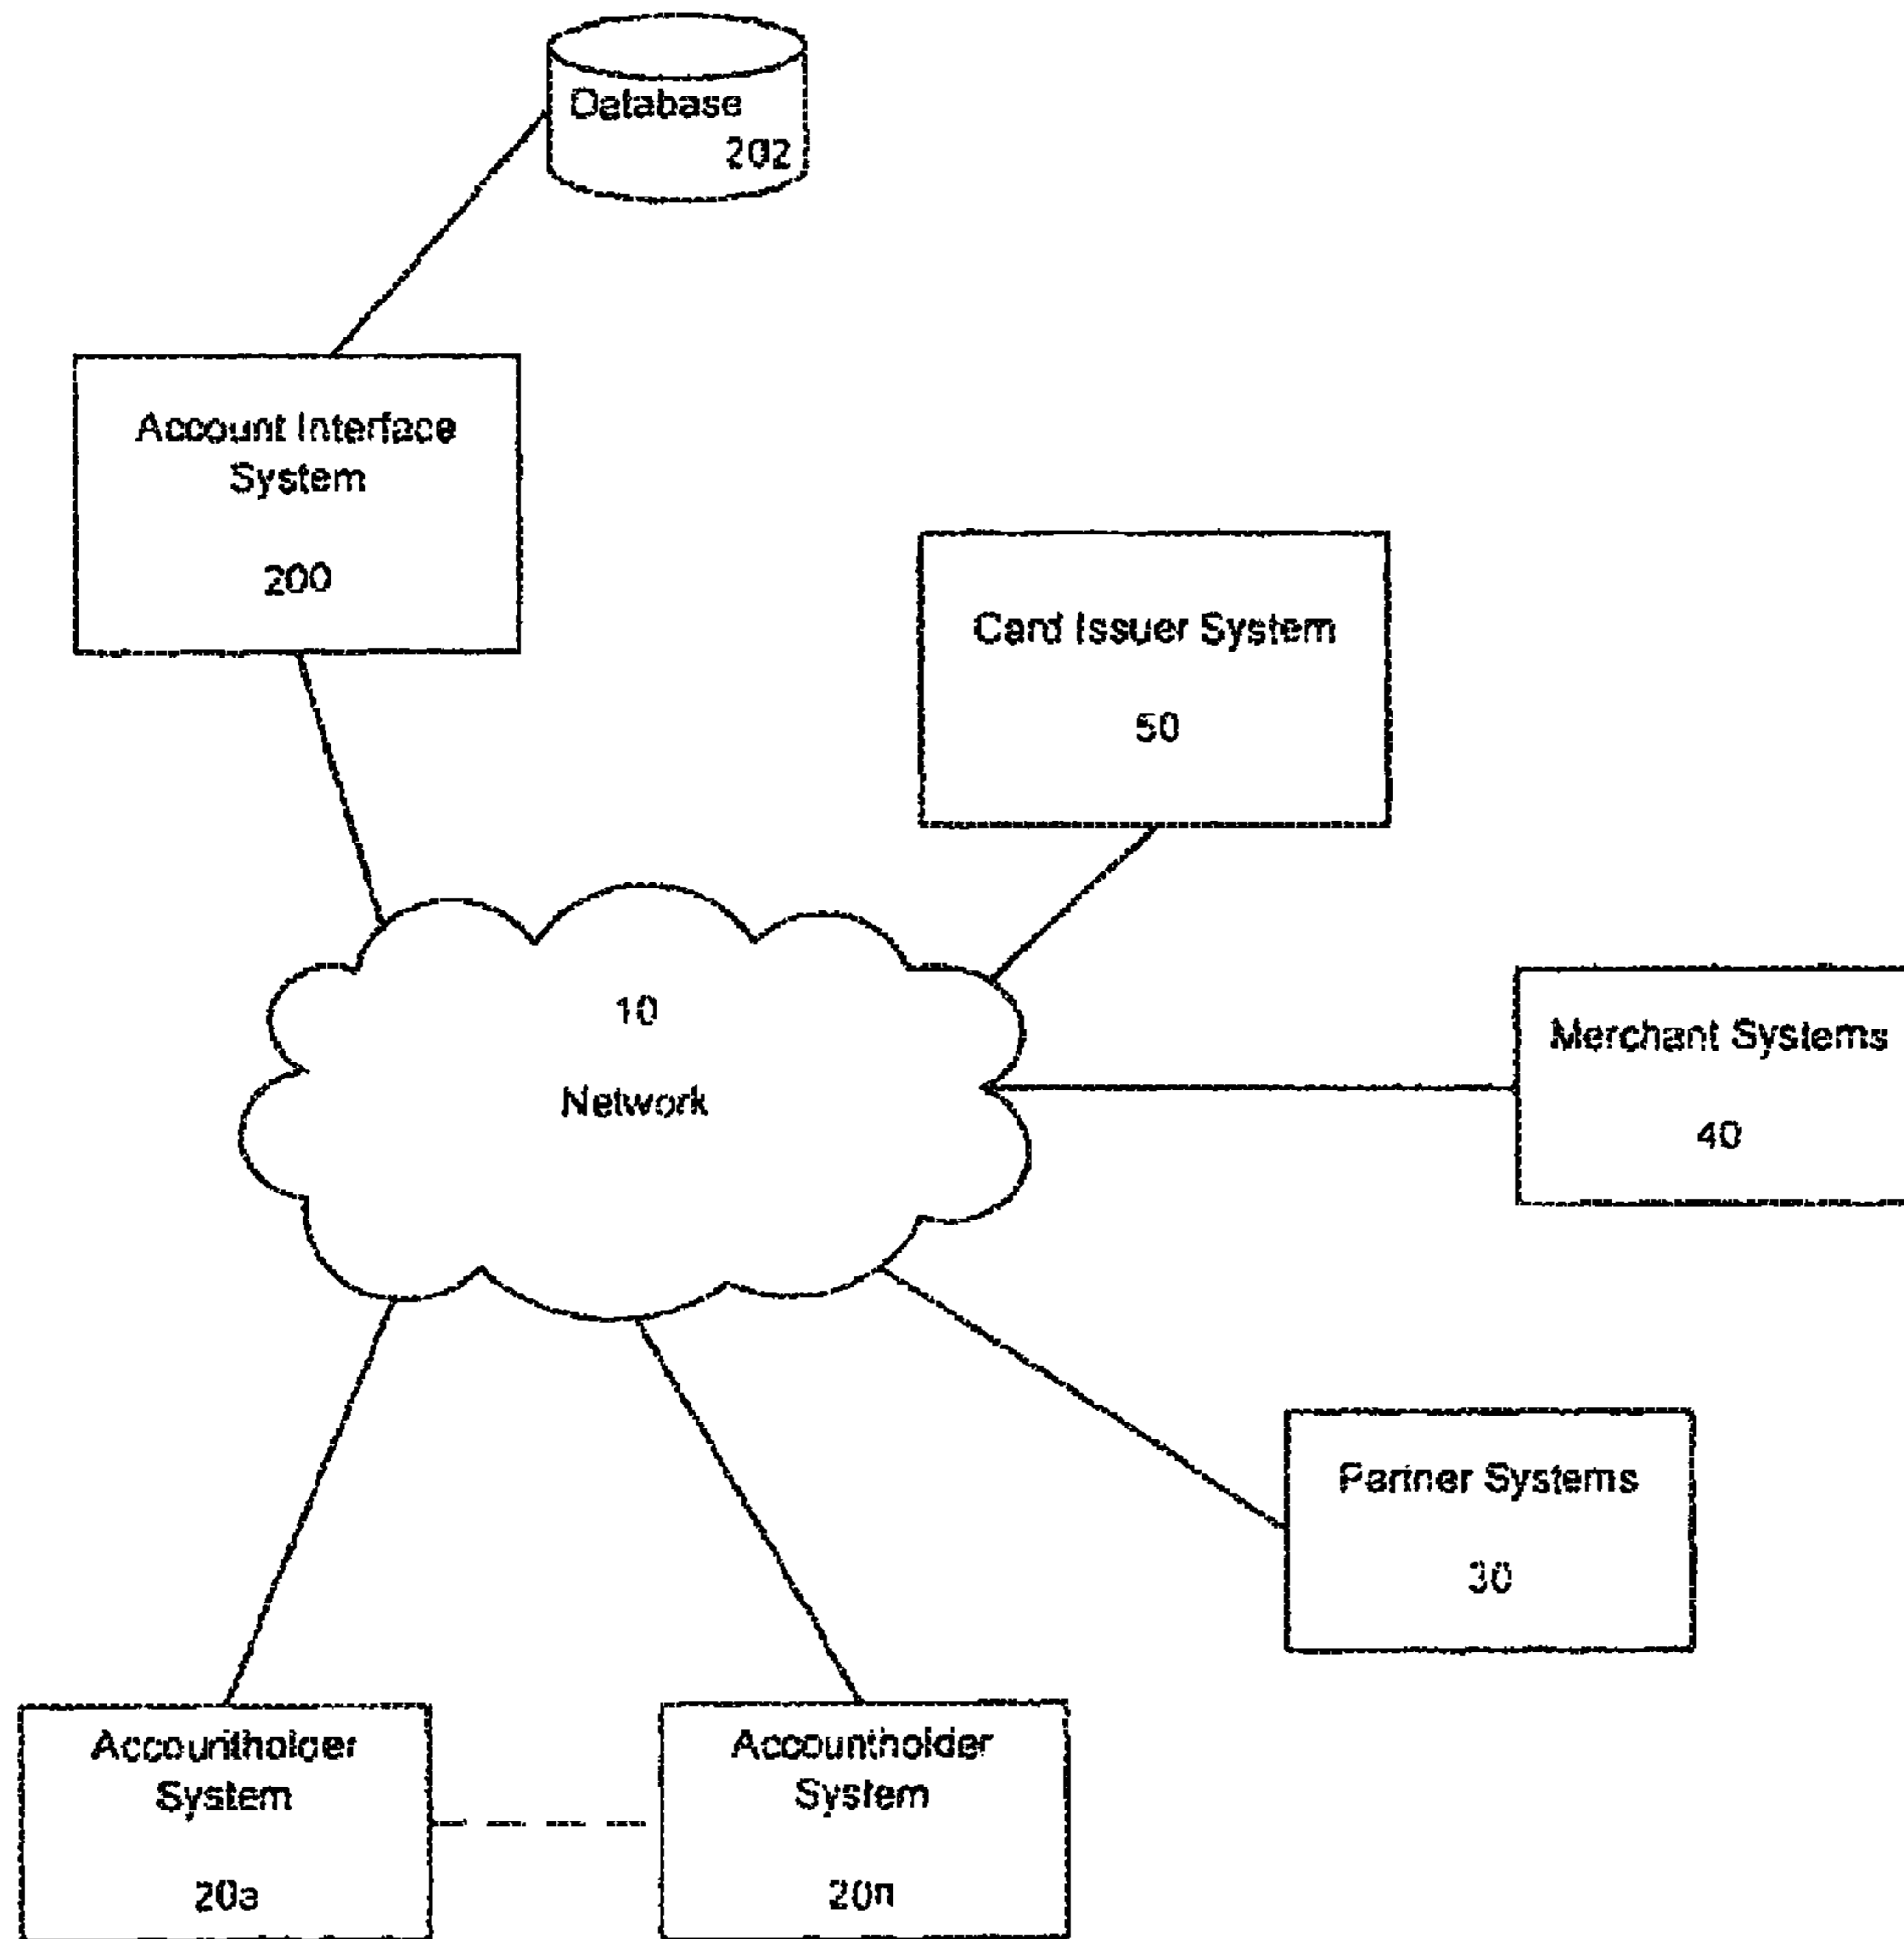 Database
202
Account Interface
System
200
Card Issuer System
50
10
Network
Merchant Systems
40
Partner Systems
30
Accountholder
System
20a
Accountholder
System
20n